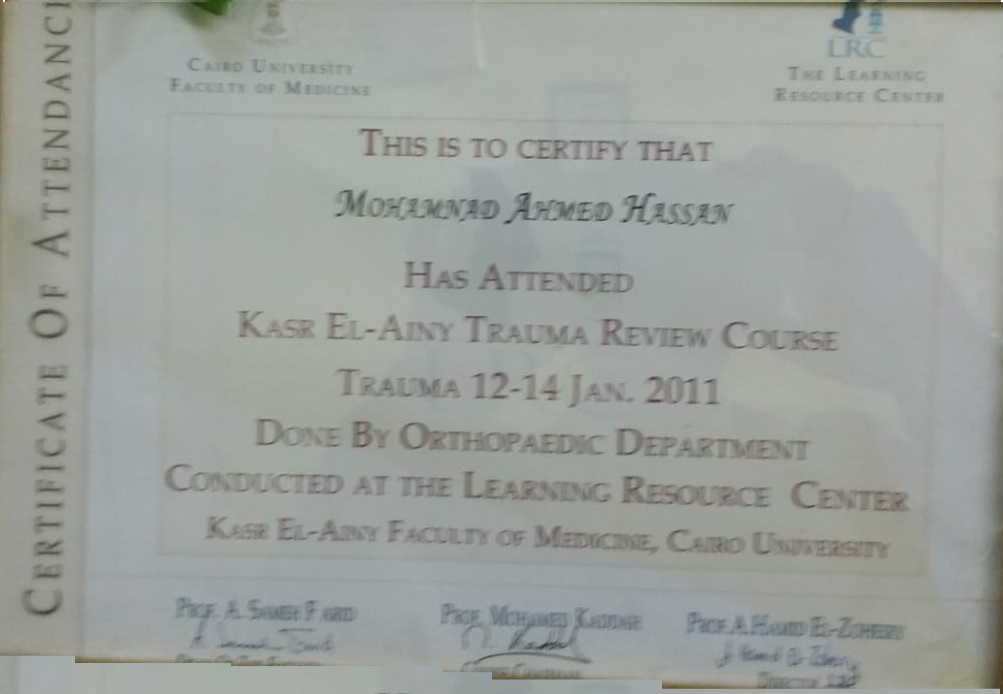 CERTIFICATE OF ATTENDANC
CAIRO UNIVERSITY
FACULTY OF MEDICINE
LRC
THE LEARNING
RESOURCE CENTER
THIS IS TO CERTIFY THAT
MOHAMNAD AHMED HASSAN
HAS ATTENDED
KASR EL-AINY TRAUMA REVIEW COURSE
TRAUMA 12-14 JAN. 2011
DONE BY ORTHOPAEDIC DEPARTMENT
CONDUCTED AT THE LEARNING RESOURCE CENTER
KASR EL-AINY FACULTY OF MEDICINE, CAIRO UNIVERSITY
PROF. A. SAMEH FARID
PROF. MOHAMED KADDAH
PROF. A. HAMID EL-ZOHERY